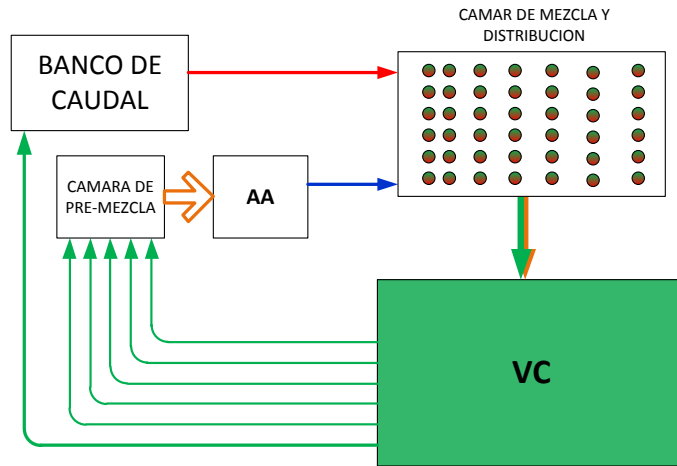 CAMAR DE MEZCLA Y
DISTRIBUCION
BANCO DE
CAUDAL
CAMARA DE
PRE-MEZCLA
AA
VC